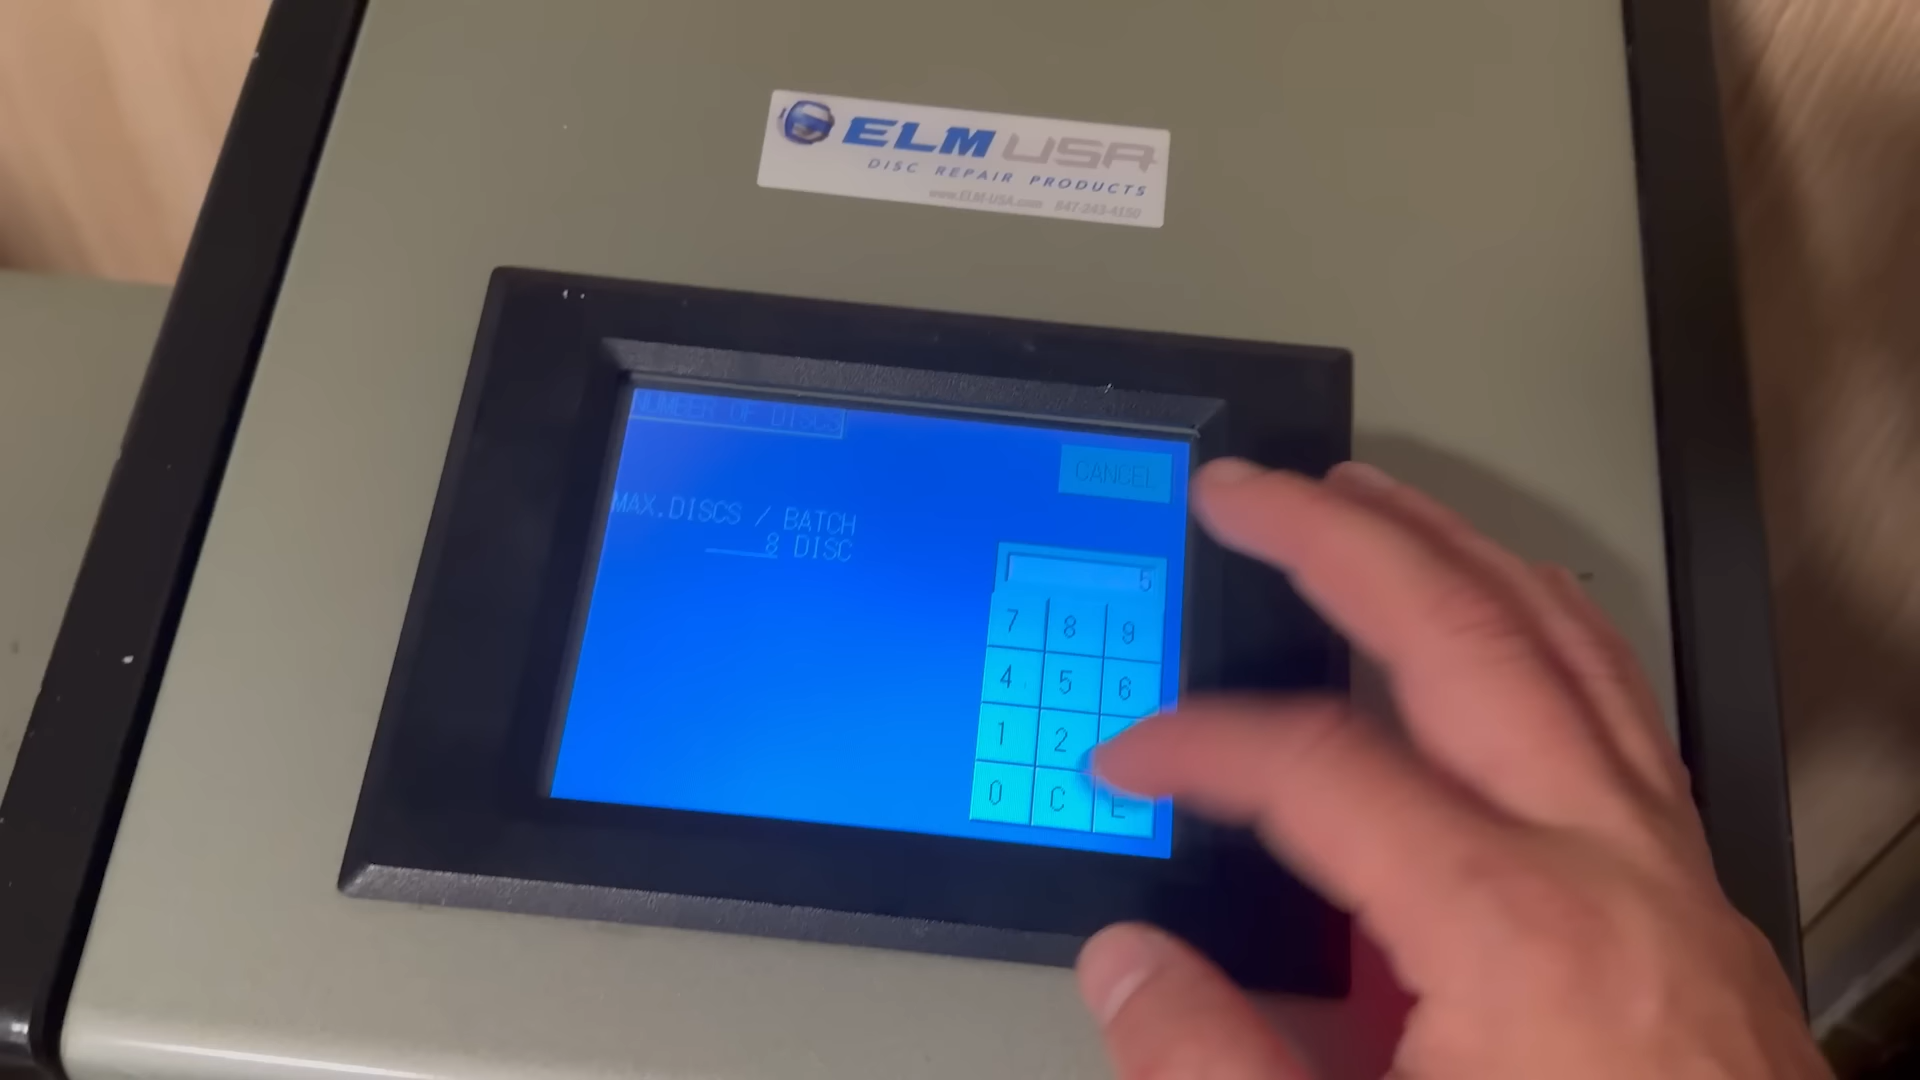 ELM USA
DISC REPAIR PRODUCTS
www.ELM-USA.com 847-243-4150
NUMBER OF DISCS
CANCEL
MAX.DISCS / BATCH
8 DISC
5
7 8 9
4 5 6
1 2
0 C E